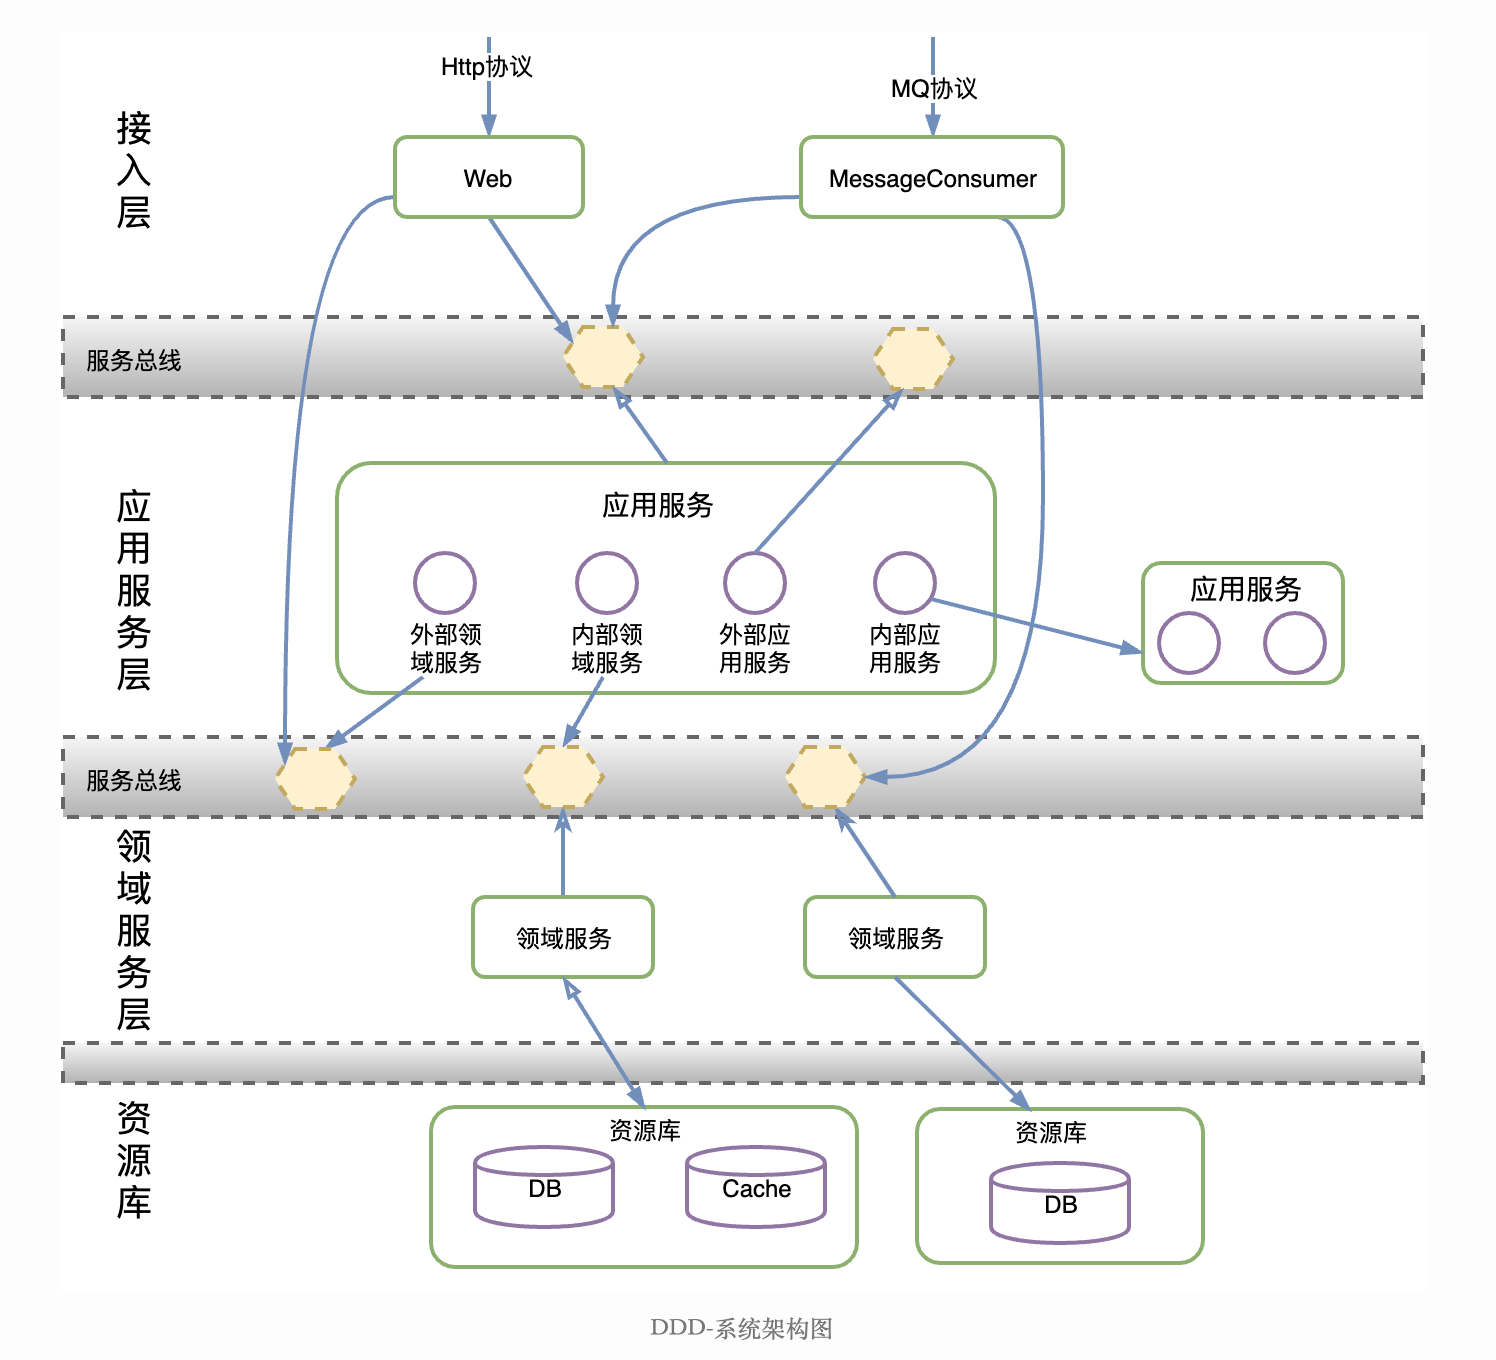 Http协议
MQ协议
接入层
Web
MessageConsumer
服务总线
应用服务层
应用服务
外部领
域服务
内部领
域服务
外部应
用服务
内部应
用服务
应用服务
服务总线
领域服务层
领域服务
领域服务
资源库
资源库
DB
Cache
资源库
DB
DDD-系统架构图